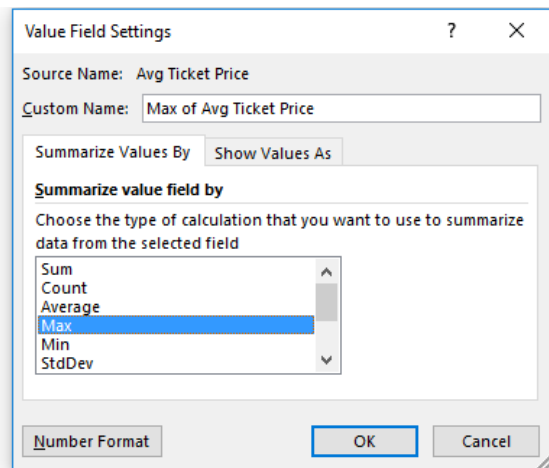 Value Field Settings ?
Source Name: Avg Ticket Price
Custom Name: Max of Avg Ticket Price
Summarize Values By Show Values As
Summarize value field by
Choose the type of calculation that you want to use to summarize
data from the selected field
Sum
Count
Average
Max
Min
StdDev
Number Format OK Cancel